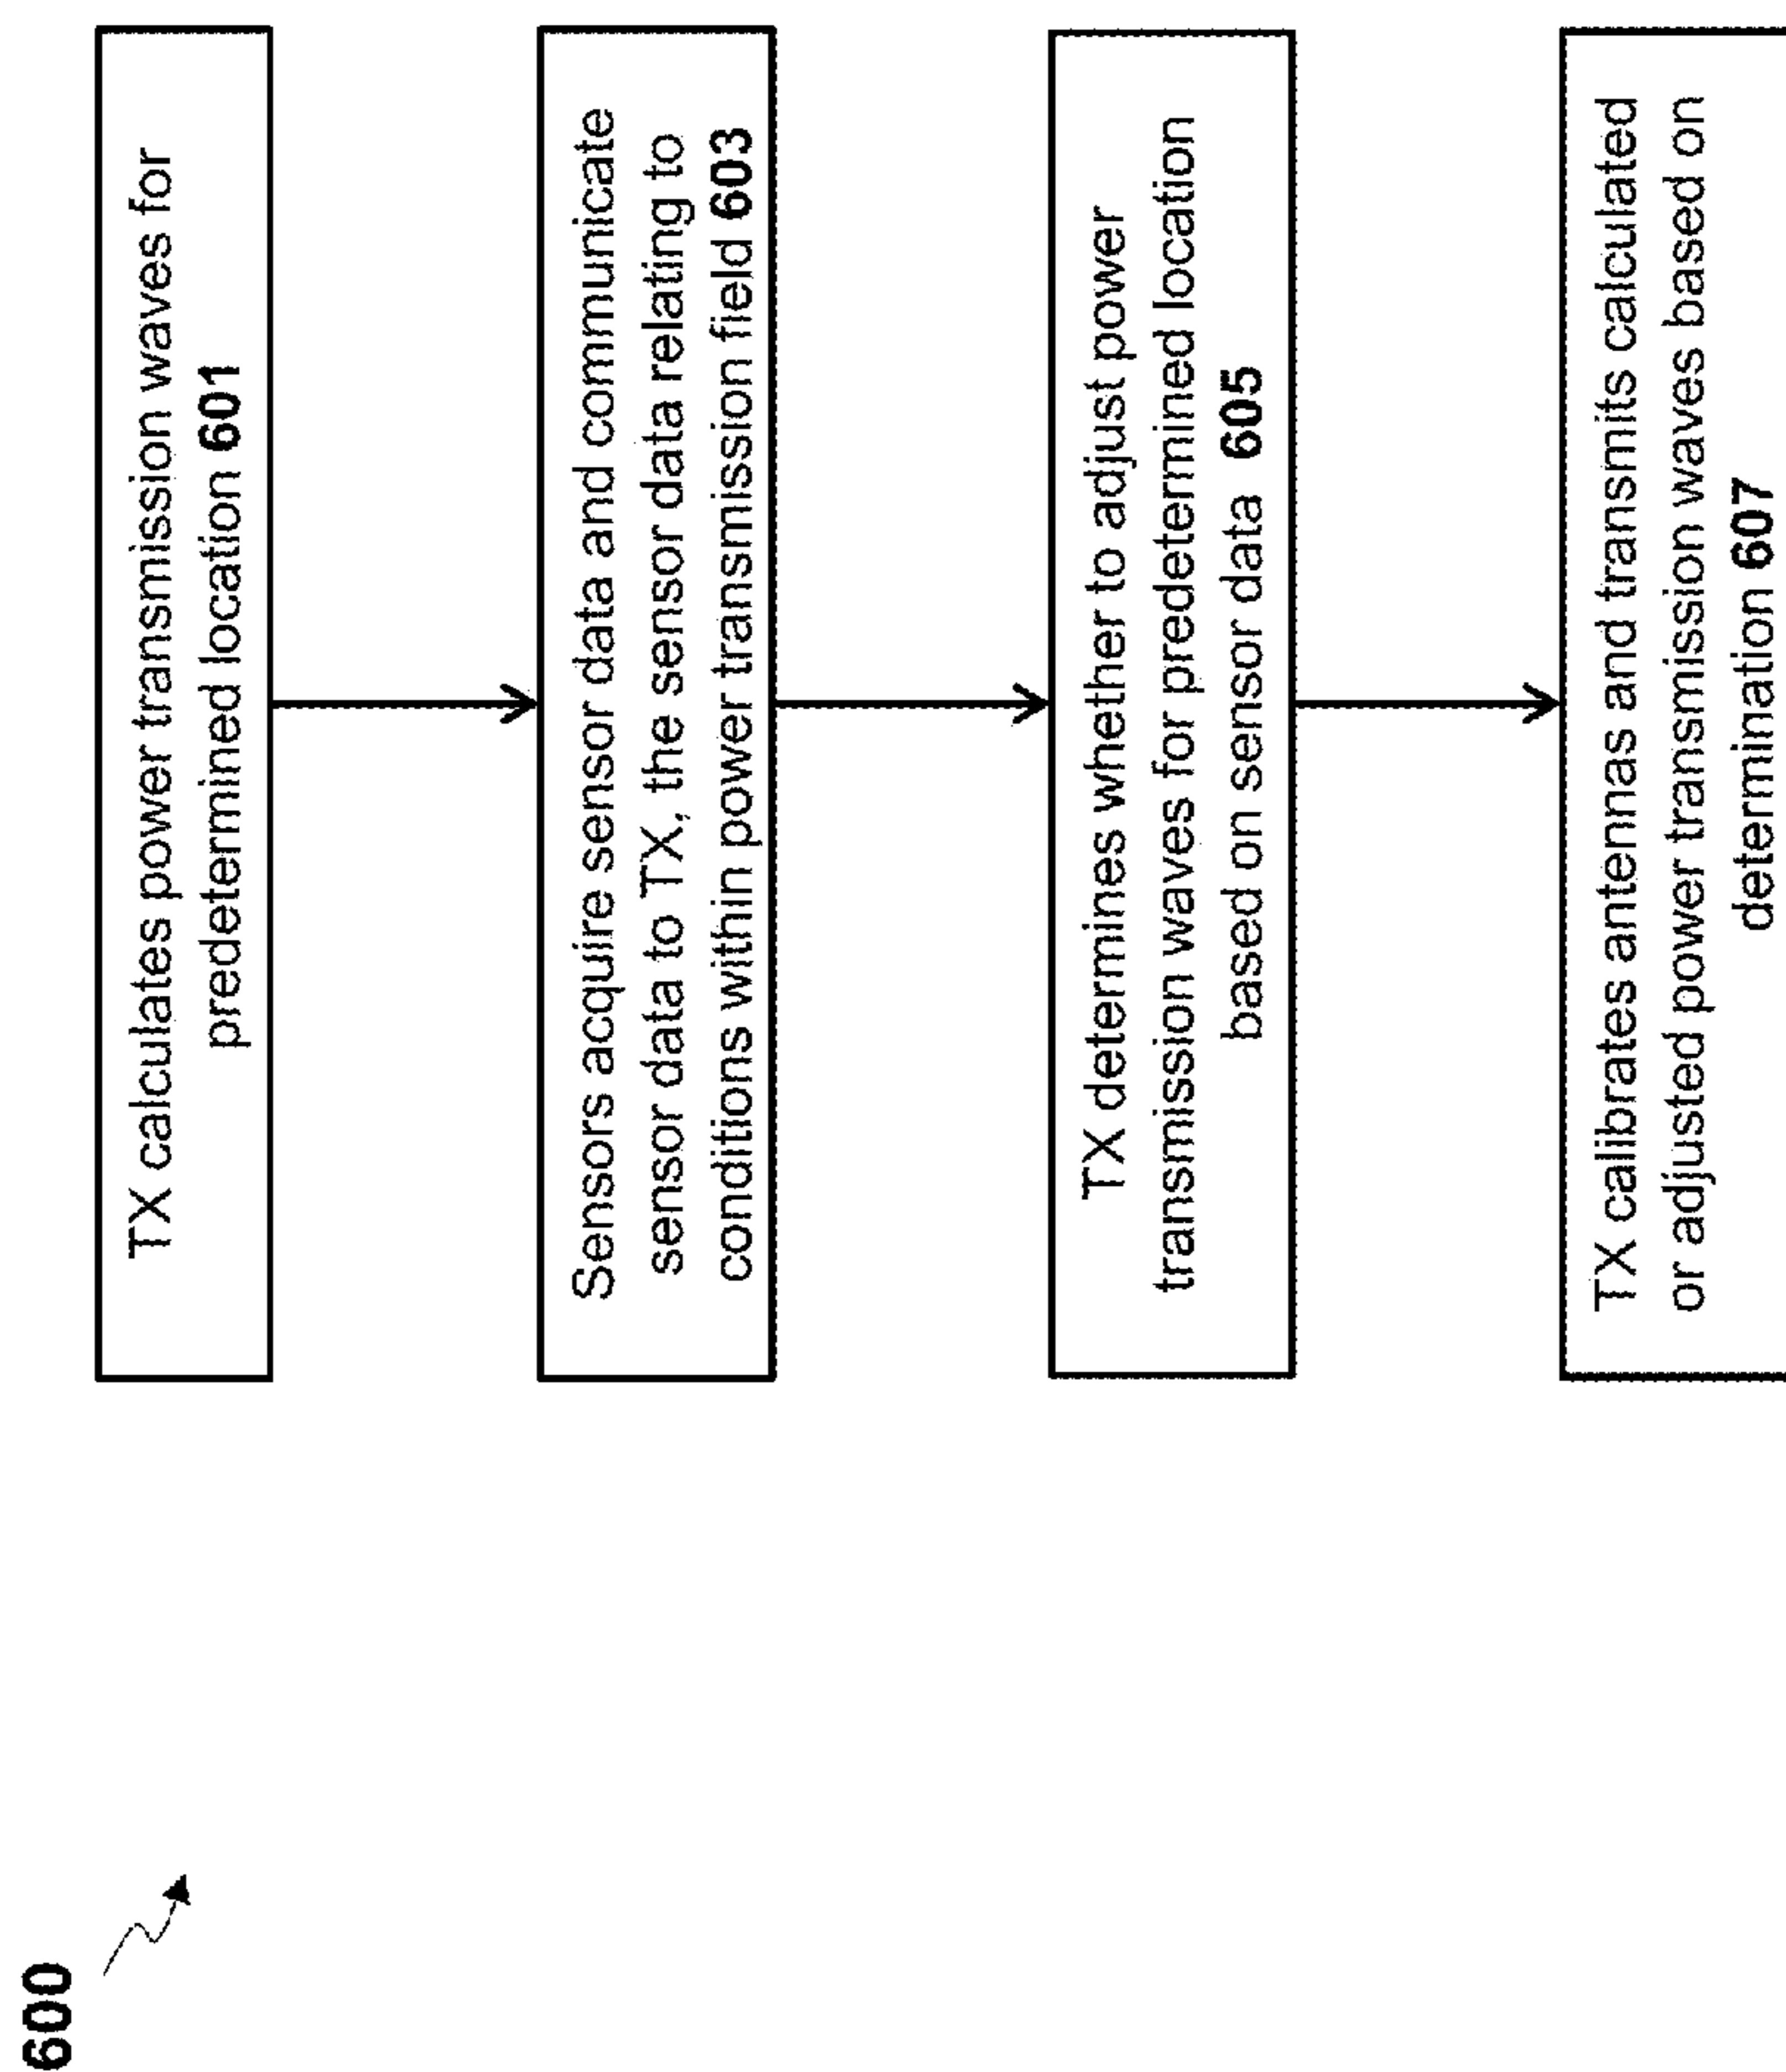 600
TX calculates power transmission waves for
predetermined location 601
Sensors acquire sensor data and communicate
sensor data to TX, the sensor data relating to
conditions within power transmission field 603
TX determines whether to adjust power
transmission waves for predetermined location
based on sensor data 605
TX calibrates antennas and transmits calculated
or adjusted power transmission waves based on
determination 607